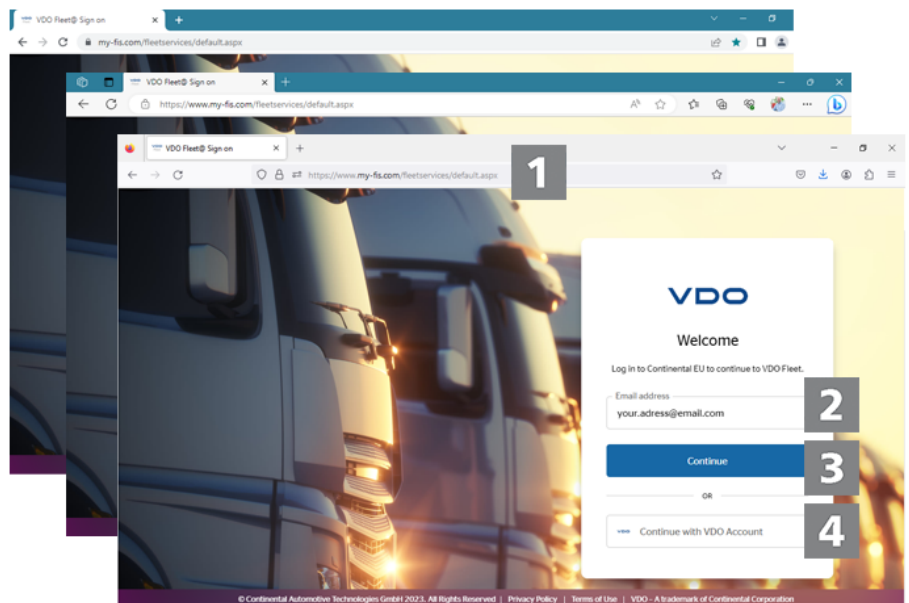 VDO Fleet@ Sign on
my-fis.com/fleetservices/default.aspx
VDO Fleet@ Sign on
https://www.my-fis.com/fleetservices/default.aspx
VDO Fleet@ Sign on
https://www.my-fis.com/fleetservices/default.aspx
1
VDO
Welcome
Log in to Continental EU to continue to VDO Fleet.
Email address
your.adress@email.com
2
Continue
3
OR
VDO Continue with VDO Account
4
© Continental Automotive Technologies GmbH 2023. All Rights Reserved | Privacy Policy | Terms of Use | VDO - A trademark of Continental Corporation